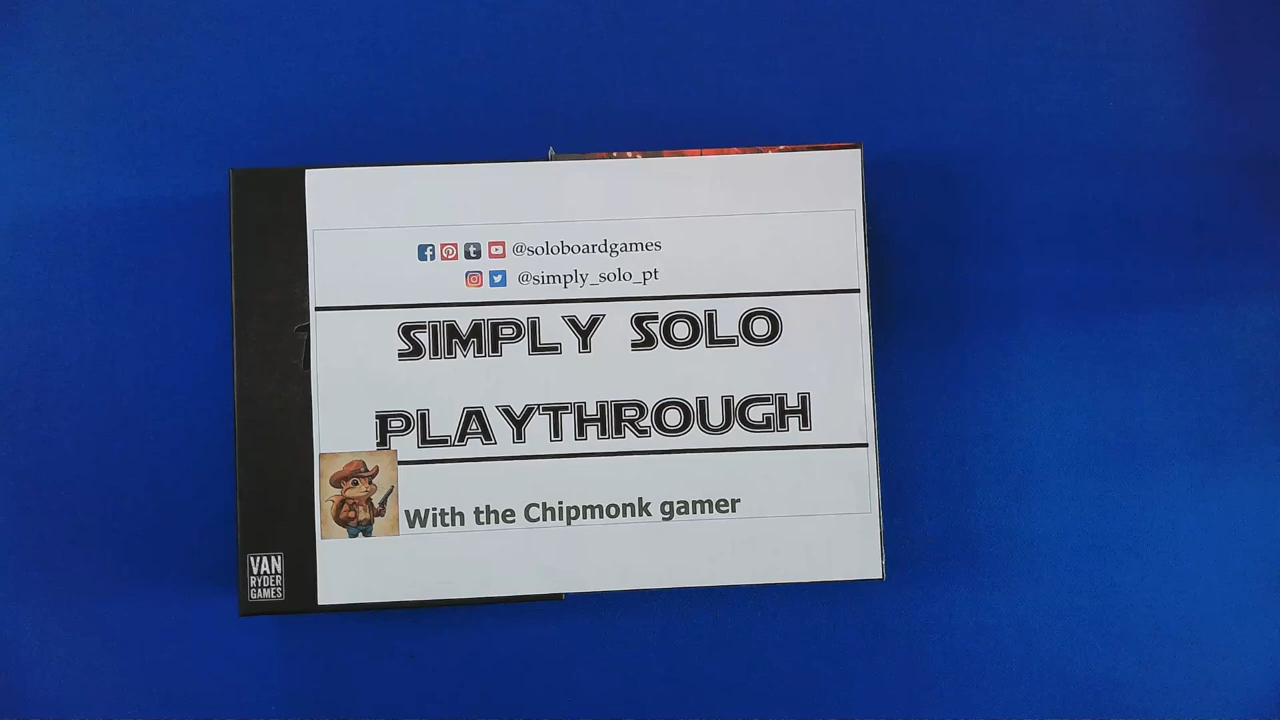 @soloboardgames
@simply_solo_pt
SIMPLY SOLO
PLAYTHROUGH
With the Chipmonk gamer
VAN
RYDER
GAMES